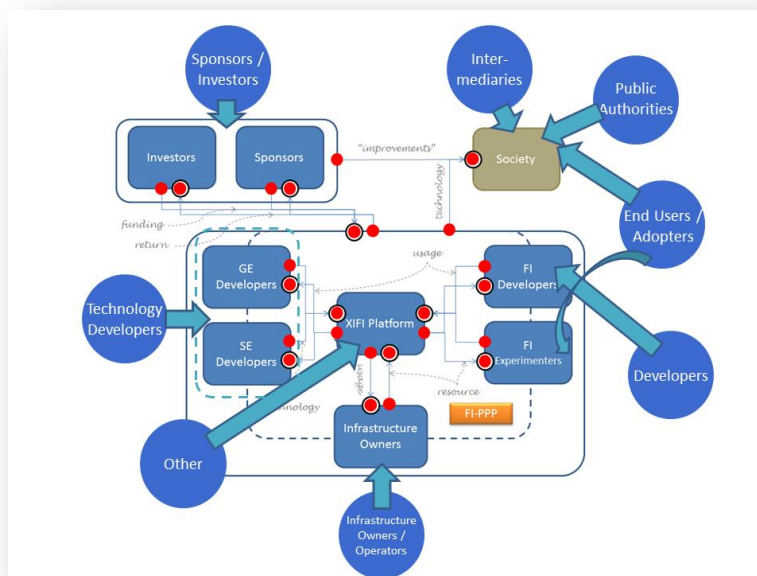 Sponsors /
Investors
Inter-
mediaries
Public
Authorities
Investors
Sponsors
"improvements"
Society
technology
funding
return
End Users /
Adopters
usage
GE
Developers
FI
Developers
Technology
Developers
XIFI Platform
SE
Developers
FI
Experimenters
usage
resource
Developers
FI-PPP
Infrastructure
Owners
Other
Infrastructure
Owners /
Operators